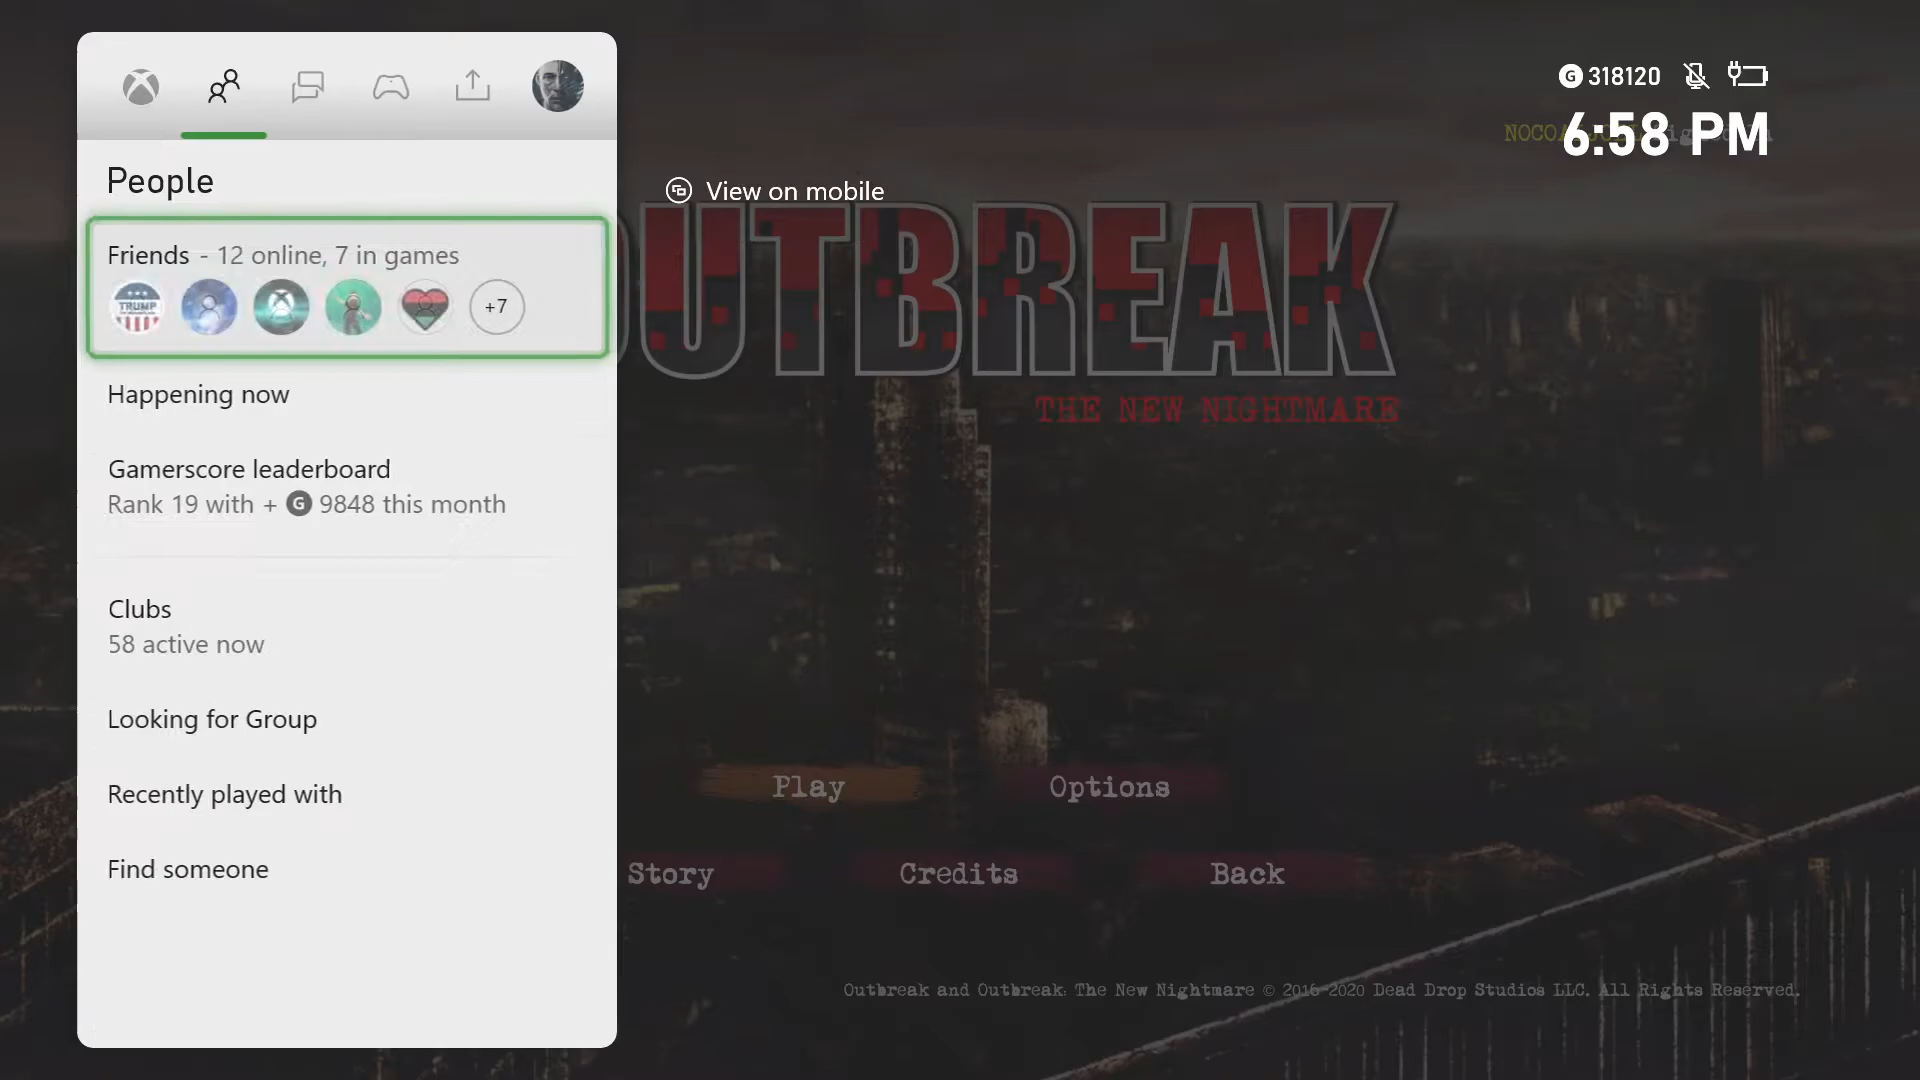 G 318120
6:58 PM
People
View on mobile
Friends - 12 online, 7 in games
TRUMP
+7
OUTBREAK
THE NEW NIGHTMARE
Happening now
Gamerscore leaderboard
Rank 19 with + G 9848 this month
Clubs
58 active now
Looking for Group
Recently played with
Find someone
Play
Options
Story
Credits
Back
Outbreak and Outbreak: The New Nightmare © 2016-2020 Dead Drop Studios LLC. All Rights Reserved.